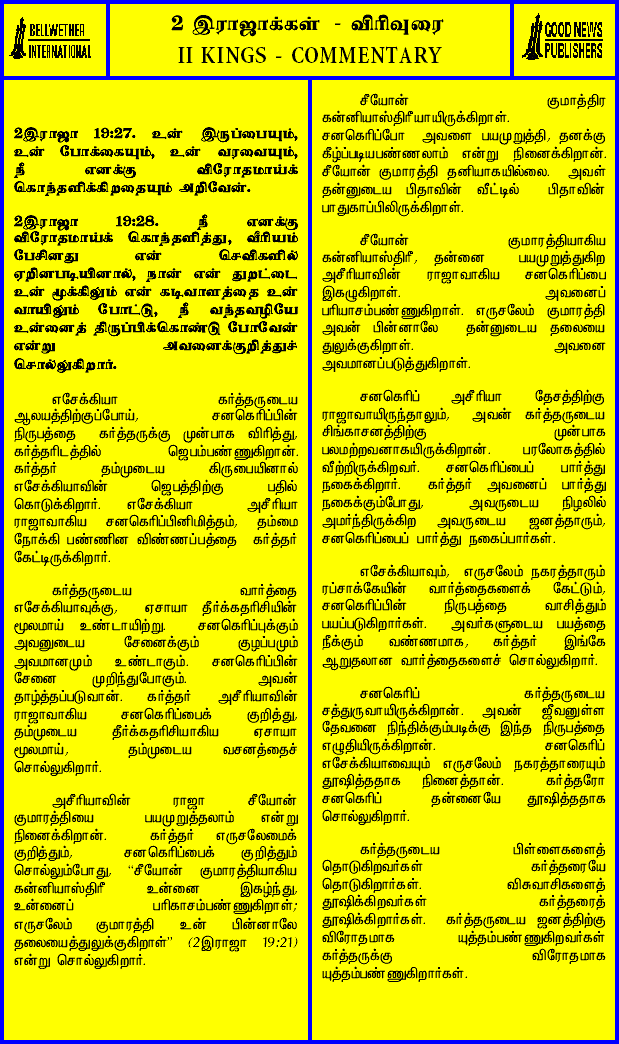 BELLWETHER
INTERNATIONAL
2 இராஜாக்கள் - விரிவுரை
II KINGS - COMMENTARY
GOOD NEWS
PUBLISHERS
2இராஜா 19:27. உன் இருப்பையும்,
உன் போக்கையும், உன் வரவையும்,
நீ எனக்கு விரோதமாய்க்
கொந்தளிக்கிறதையும் அறிவேன்.
2இராஜா 19:28. நீ எனக்கு
விரோதமாய்க் கொந்தளித்து, வீரியம்
பேசினது என் செவிகளில்
ஏறினபடியினால், நான் என் துறட்டை
உன் மூக்கிலும் என் கடிவாளத்தை உன்
வாயிலும் போட்டு, நீ வந்தவழியே
உன்னைத் திருப்பிக்கொண்டு போவேன்
என்று அவனைக்குறித்துச்
சொல்லுகிறார்.
எசேக்கியா கர்த்தருடைய
ஆலயத்திற்குப்போய், சனகெரிப்பின்
நிருபத்தை கர்த்தருக்கு முன்பாக விரித்து,
கர்த்தரிடத்தில் ஜெபம்பண்ணுகிறான்.
கர்த்தர் தம்முடைய கிருபையினால்
எசேக்கியாவின் ஜெபத்திற்கு பதில்
கொடுக்கிறார். எசேக்கியா அசீரியா
ராஜாவாகிய சனகெரிப்பினிமித்தம், தம்மை
நோக்கி பண்ணின விண்ணப்பத்தை கர்த்தர்
கேட்டிருக்கிறார்.
கர்த்தருடைய வார்த்தை
எசேக்கியாவுக்கு, ஏசாயா தீர்க்கதரிசியின்
மூலமாய் உண்டாயிற்று. சனகெரிப்புக்கும்
அவனுடைய சேனைக்கும் குழப்பமும்
அவமானமும் உண்டாகும். சனகெரிப்பின்
சேனை முறிந்துபோகும். அவன்
தாழ்த்தப்படுவான். கர்த்தர் அசீரியாவின்
ராஜாவாகிய சனகெரிப்பைக் குறித்து,
தம்முடைய தீர்க்கதரிசியாகிய ஏசாயா
மூலமாய், தம்முடைய வசனத்தைச்
சொல்லுகிறார்.
அசீரியாவின் ராஜா சீயோன்
குமாரத்தியை பயமுறுத்தலாம் என்று
நினைக்கிறான். கர்த்தர் எருசலேமைக்
குறித்தும், சனகெரிப்பைக் குறித்தும்
சொல்லும்போது, "சீயோன் குமாரத்தியாகிய
கன்னியாஸ்திரீ உன்னை இகழ்ந்து,
உன்னைப் பரிகாசம்பண்ணுகிறாள்;
எருசலேம் குமாரத்தி உன் பின்னாலே
தலையைத்துலுக்குகிறாள்" (2இராஜா 19:21)
என்று சொல்லுகிறார்.
சீயோன் குமாத்திர
கன்னியாஸ்திரீயாயிருக்கிறாள்.
சனகெரிப்போ அவளை பயமுறுத்தி, தனக்கு
கீழ்ப்படியபண்ணலாம் என்று நினைக்கிறான்.
சீயோன் குமாரத்தி தனியாகயில்லை. அவள்
தன்னுடைய பிதாவின் வீட்டில் பிதாவின்
பாதுகாப்பிலிருக்கிறாள்.
சீயோன் குமாரத்தியாகிய
கன்னியாஸ்திரீ, தன்னை பயமுறுத்துகிற
அசீரியாவின் ராஜாவாகிய சனகெரிப்பை
இகழுகிறாள். அவனைப்
பரியாசம்பண்ணுகிறாள். எருசலேம் குமாரத்தி
அவன் பின்னாலே தன்னுடைய தலையை
துலுக்குகிறாள். அவனை
அவமானப்படுத்துகிறாள்.
சனகெரிப் அசீரியா தேசத்திற்கு
ராஜாவாயிருந்தாலும், அவன் கர்த்தருடைய
சிங்காசனத்திற்கு முன்பாக
பலமற்றவனாகயிருக்கிறான். பரலோகத்தில்
வீற்றிருக்கிறவர் சனகெரிப்பைப் பார்த்து
நகைக்கிறார். கர்த்தர் அவனைப் பார்த்து
நகைக்கும்போது, அவருடைய நிழலில்
அமர்ந்திருக்கிற அவருடைய ஜனத்தாரும்,
சனகெரிப்பைப் பார்த்து நகைப்பார்கள்.
எசேக்கியாவும், எருசலேம் நகரத்தாரும்
ரப்சாக்கேயின் வார்த்தைகளைக் கேட்டும்,
சனகெரிப்பின் நிருபத்தை வாசித்தும்
பயப்படுகிறார்கள். அவர்களுடைய பயத்தை
நீக்கும் வண்ணமாக, கர்த்தர் இங்கே
ஆறுதலான வார்த்தைகளைச் சொல்லுகிறார்.
சனகெரிப் கர்த்தருடைய
சத்துருவாயிருக்கிறான். அவன் ஜீவனுள்ள
தேவனை நிந்திக்கும்படிக்கு இந்த நிருபத்தை
எழுதியிருக்கிறான். சனகெரிப்
எசேக்கியாவையும் எருசலேம் நகரத்தாரையும்
தூஷித்ததாக நினைத்தான். கர்த்தரோ
சனகெரிப் தன்னையே தூஷித்ததாக
சொல்லுகிறார்.
கர்த்தருடைய பிள்ளைகளைத்
தொடுகிறவர்கள் கர்த்தரையே
தொடுகிறார்கள். விசுவாசிகளைத்
தூஷிக்கிறவர்கள் கர்த்தரைத்
தூஷிக்கிறார்கள். கர்த்தருடைய ஜனத்திற்கு
விரோதமாக யுத்தம்பண்ணுகிறவர்கள்
கர்த்தருக்கு விரோதமாக
யுத்தம்பண்ணுகிறார்கள்.